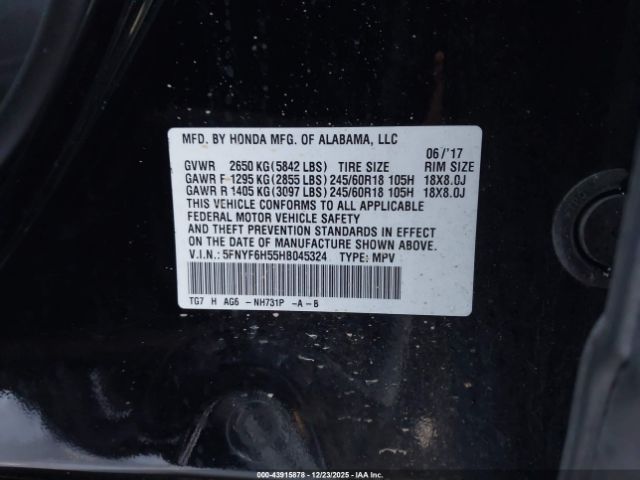 MFD. BY HONDA MFG. OF ALABAMA, LLC
06/'17
GVWR 2650 KG(5842 LBS) TIRE SIZE RIM SIZE
GAWR F 1295 KG(2855 LBS) 245/60R18 105H 18X8.0J
GAWR R 1405 KG(3097 LBS) 245/60R18 105H 18X8.0J
THIS VEHICLE CONFORMS TO ALL APPLICABLE
FEDERAL MOTOR VEHICLE SAFETY
AND THEFT PREVENTION STANDARDS IN EFFECT
ON THE DATE OF MANUFACTURE SHOWN ABOVE.
V.I.N.: 5FNYF6H55HB045324 TYPE: MPV
TG7 H AG6 - NH731P -A-B
000-43915878 - 12/23/2025 - IAAI.com